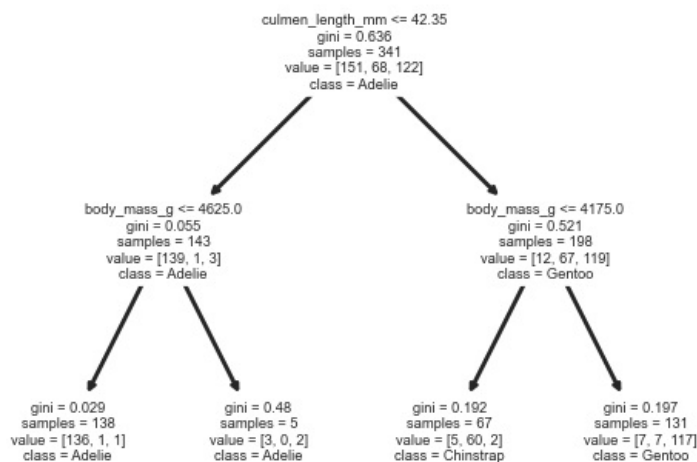 culmen_length_mm <= 42.35
gini = 0.636
samples = 341
value = [151, 68, 122]
class = Adelie
body_mass_g <= 4625.0
gini = 0.055
samples = 143
value = [139, 1, 3]
class = Adelie
body_mass_g <= 4175.0
gini = 0.521
samples = 198
value = [12, 67, 119]
class = Gentoo
gini = 0.029
samples = 138
value = [136, 1, 1]
class = Adelie
gini = 0.48
samples = 5
value = [3, 0, 2]
class = Adelie
gini = 0.192
samples = 67
value = [5, 60, 2]
class = Chinstrap
gini = 0.197
samples = 131
value = [7, 7, 117]
class = Gentoo